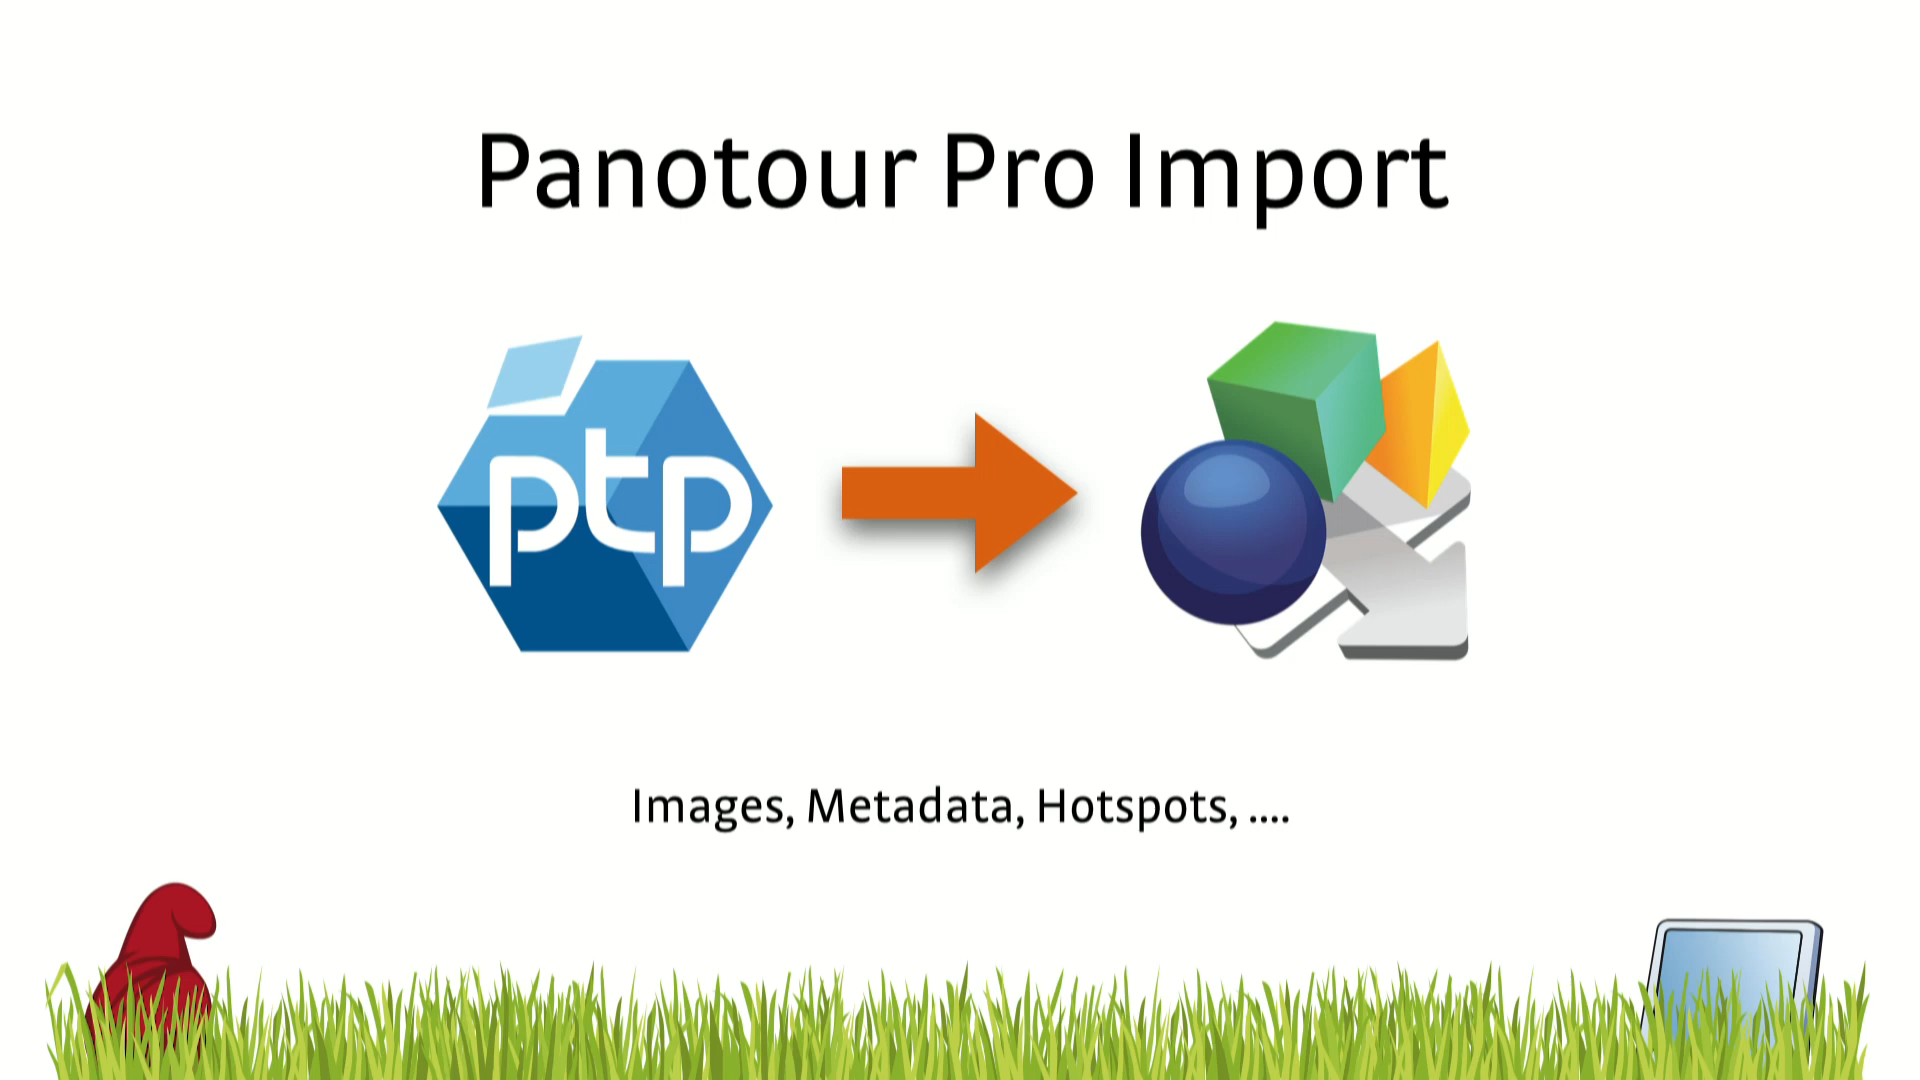 Panotour Pro Import
ptp
Images, Metadata, Hotspots, ....